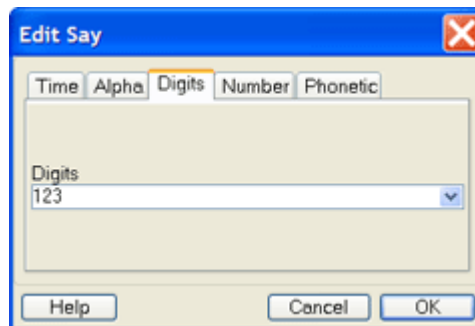 Edit Say
Time Alpha Digits Number Phonetic
Digits
123
Help Cancel OK